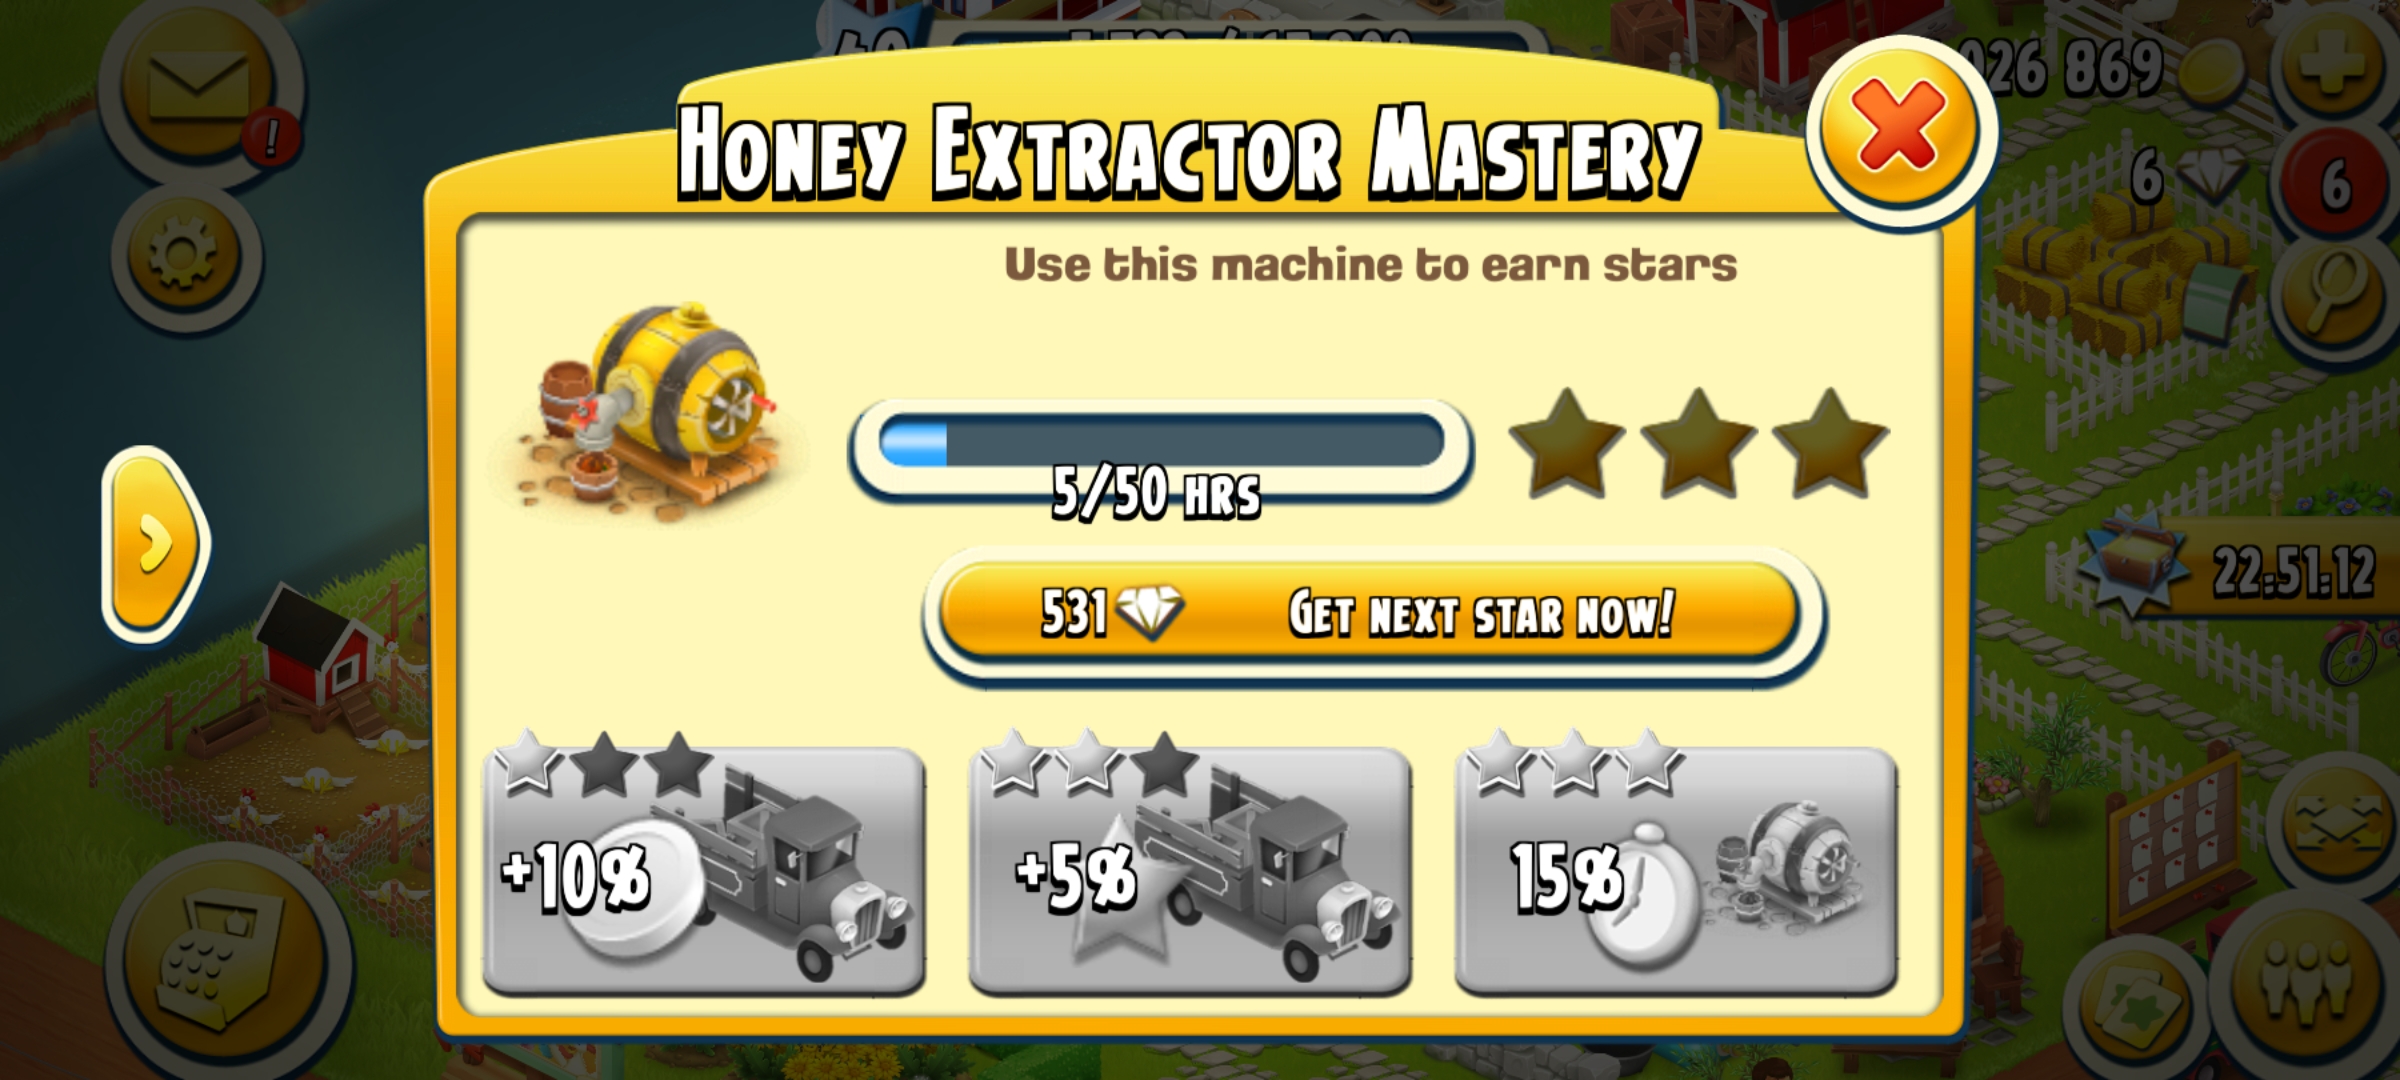 026 869
!
HONEY EXTRACTOR MASTERY
6
6
Use this machine to earn stars
5/50 HRS
22:51:12
531 GET NEXT STAR NOW!
+10%
+5%
15%